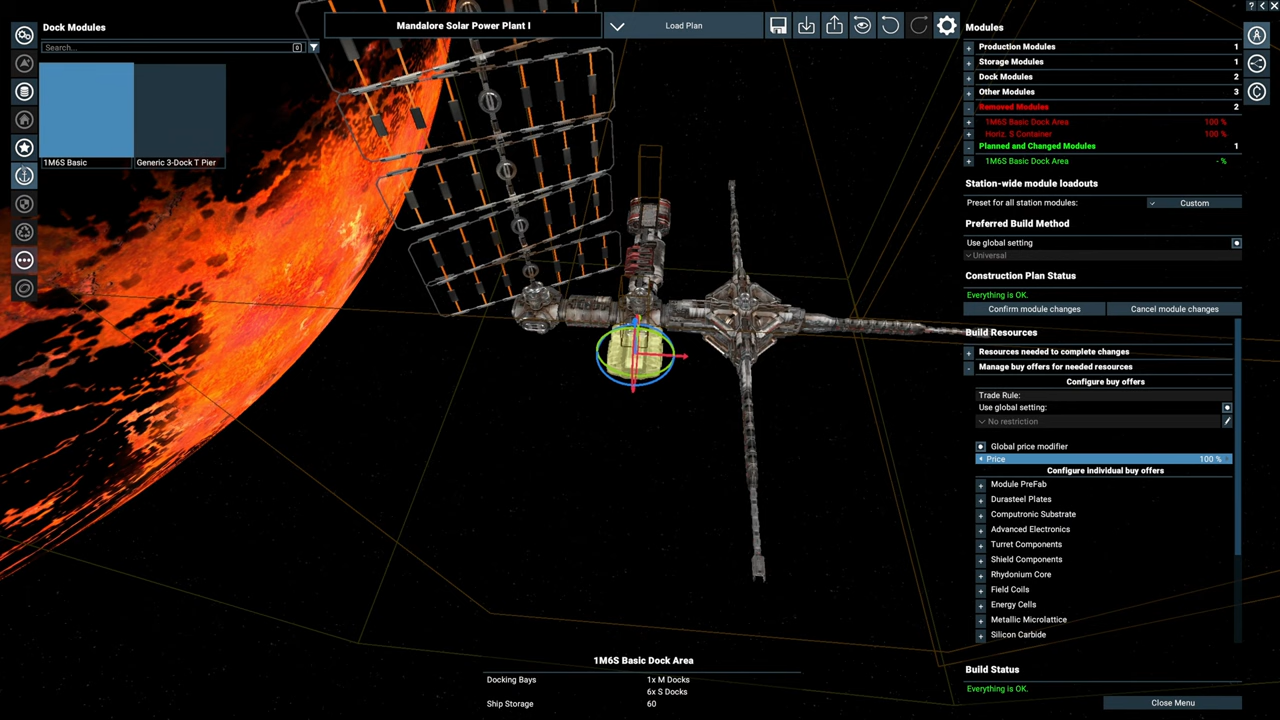 Dock Modules
Search...
0
1M6S Basic
Generic 3-Dock T Pier
Mandalore Solar Power Plant I
Load Plan
? < X
Modules
+ Production Modules 1
+ Storage Modules 1
+ Dock Modules 2
+ Other Modules 3
- Removed Modules 2
+ 1M6S Basic Dock Area 100 %
+ Horiz. S Container 100 %
- Planned and Changed Modules 1
+ 1M6S Basic Dock Area - %
Station-wide module loadouts
Preset for all station modules: Custom
Preferred Build Method
Use global setting
Universal
Construction Plan Status
Everything is OK.
Confirm module changes Cancel module changes
Build Resources
+ Resources needed to complete changes
- Manage buy offers for needed resources
Configure buy offers
Trade Rule:
Use global setting:
No restriction
Global price modifier
Price 100 %
Configure individual buy offers
+ Module PreFab
+ Durasteel Plates
+ Computronic Substrate
+ Advanced Electronics
+ Turret Components
+ Shield Components
+ Rhydonium Core
+ Field Coils
+ Energy Cells
+ Metallic Microlattice
+ Silicon Carbide
Build Status
Everything is OK.
Close Menu
1M6S Basic Dock Area
Docking Bays 1x M Docks
6x S Docks
Ship Storage 60